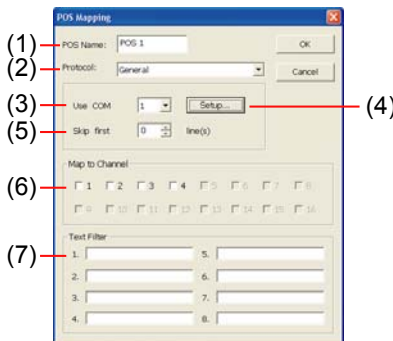 POS Mapping
(1) POS Name: POS 1 OK
(2) Protocol: General Cancel
(3) Use COM 1 Setup... (4)
(5) Skip first 0 line(s)
Map to Channel
(6) 1 2 3 4 5 6 7 8
9 10 11 12 13 14 15 16
Text Filter
(7) 1. 5.
2. 6.
3. 7.
4. 8.